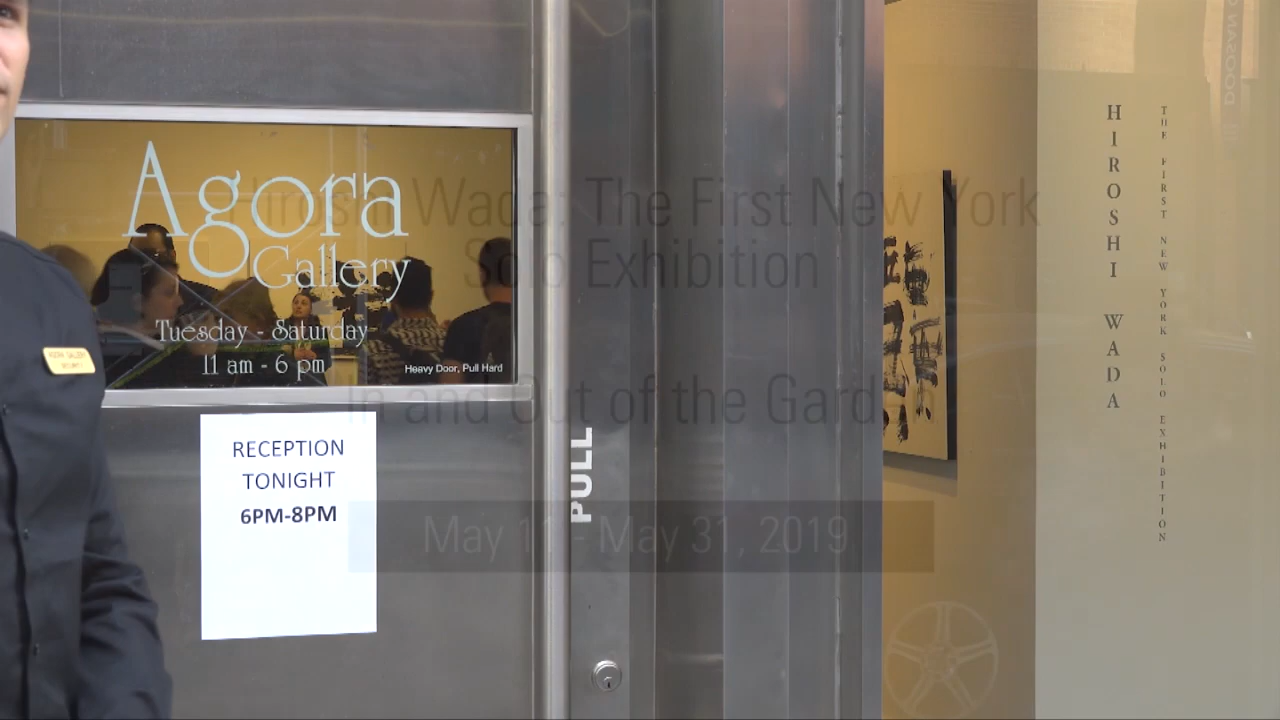 Agora
Gallery
Tuesday - Saturday
11 am - 6 pm
Heavy Door, Pull Hard
RECEPTION
TONIGHT
6PM-8PM
PULL
Hiroshi Wada: The First New York
Solo Exhibition
In and Out of the Garden
May 11 - May 31, 2019
HIROSHI WADA
THE FIRST NEW YORK SOLO EXHIBITION
DOOSAN